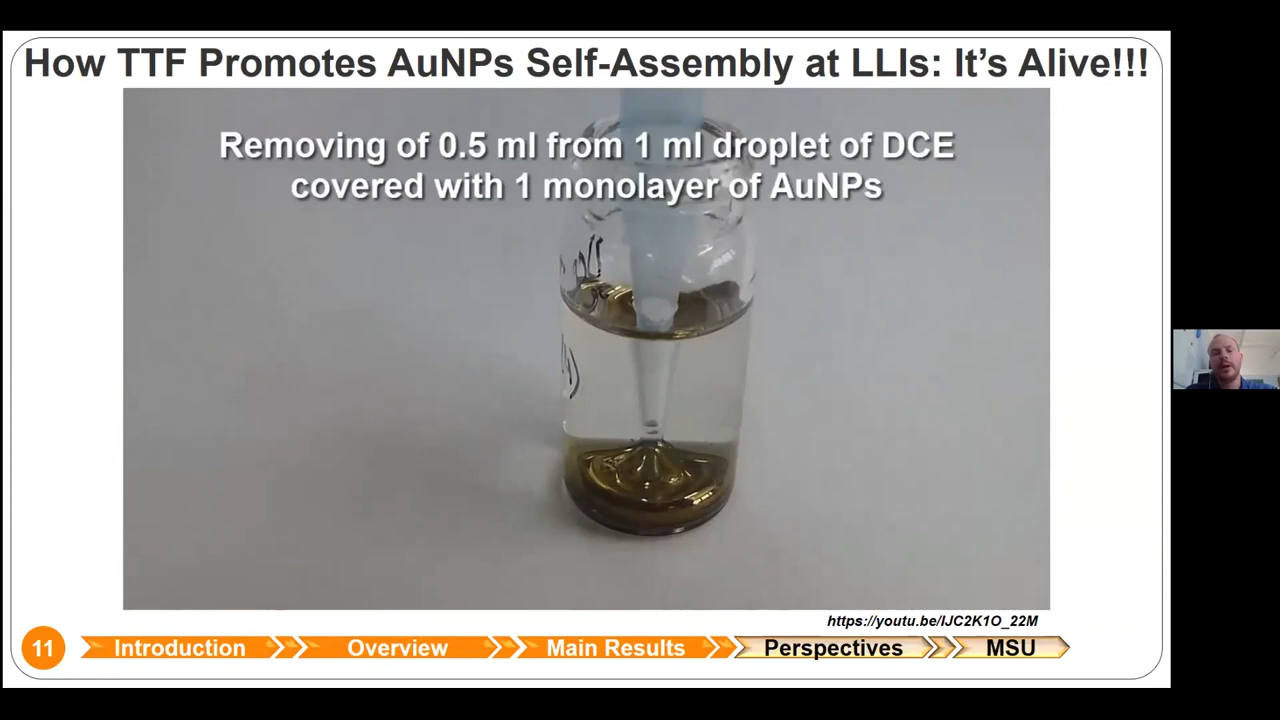 How TTF Promotes AuNPs Self-Assembly at LLIs: It's Alive!!!
Removing of 0.5 ml from 1 ml droplet of DCE
covered with 1 monolayer of AuNPs
https://youtu.be/IJC2K1O_22M
11
Introduction
Overview
Main Results
Perspectives
MSU